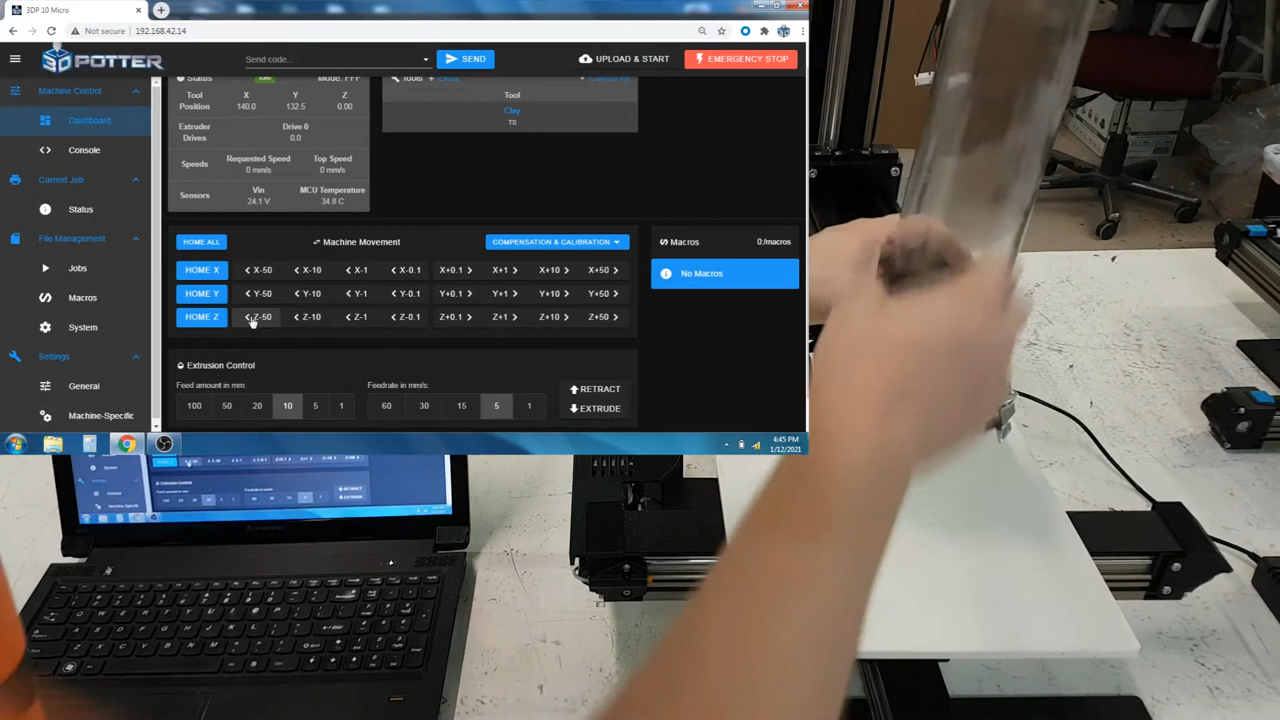 3DP 10 Micro
Not secure 192.168.42.14
3D POTTER
Send code...
SEND
UPLOAD & START
EMERGENCY STOP
Machine Control
Dashboard
Console
Current Job
Status
File Management
Jobs
Macros
System
Settings
General
Machine-Specific
Status Idle Mode: FFF
Tool Position X Y Z
140.0 132.5 0.00
Extruder Drives Drive 0
0.0
Speeds Requested Speed Top Speed
0 mm/s 0 mm/s
Sensors Vin MCU Temperature
24.1 V 34.8 C
Tools + Extra Control All
Tool
Clay
T0
HOME ALL Machine Movement COMPENSATION & CALIBRATION
HOME X X-50 X-10 X-1 X-0.1 X+0.1 X+1 X+10 X+50
HOME Y Y-50 Y-10 Y-1 Y-0.1 Y+0.1 Y+1 Y+10 Y+50
HOME Z Z-50 Z-10 Z-1 Z-0.1 Z+0.1 Z+1 Z+10 Z+50
Macros 0:/macros
No Macros
Extrusion Control
Feed amount in mm: Feedrate in mm/s:
100 50 20 10 5 1 60 30 15 5 1
RETRACT
EXTRUDE
4:45 PM
1/12/2021